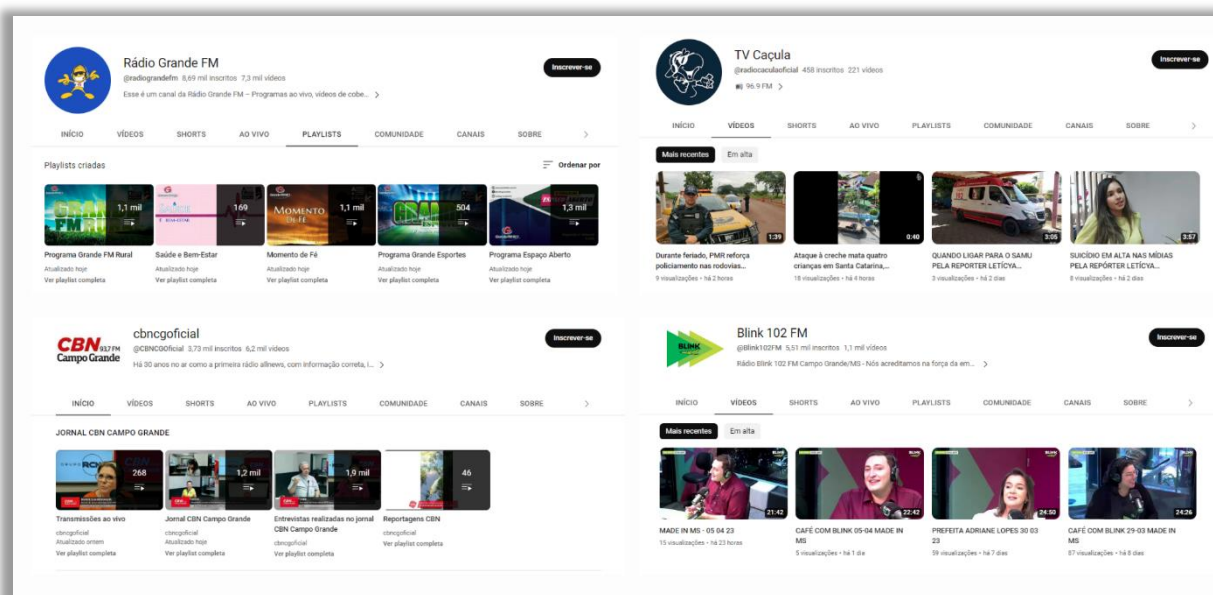 Rádio Grande FM
@radiograndefm 8,69 mil inscritos 7,3 mil vídeos
Esse é um canal da Rádio Grande FM – Programas ao vivo, vídeos de cobe...
Inscrever-se
INÍCIO VÍDEOS SHORTS AO VIVO PLAYLISTS COMUNIDADE CANAIS SOBRE
Playlists criadas
Ordenar por
1,1 mil 169 1,1 mil 504 1,3 mil
MOMENTO
DE FÉ
Programa Grande FM Rural Saúde e Bem-Estar Momento de Fé Programa Grande Esportes Programa Espaço Aberto
Atualizado hoje Atualizado hoje Atualizado hoje Atualizado hoje Atualizado hoje
Ver playlist completa Ver playlist completa Ver playlist completa Ver playlist completa Ver playlist completa
TV Caçula
@radiocaculaoficial 458 inscritos 221 vídeos
96.9 FM
Inscrever-se
INÍCIO VÍDEOS SHORTS AO VIVO PLAYLISTS COMUNIDADE CANAIS SOBRE
Mais recentes Em alta
1:39 0:40 3:05 3:57
Durante feriado, PMR reforça Ataque à creche mata quatro QUANDO LIGAR PARA O SAMU SUICÍDIO EM ALTA NAS MÍDIAS
policiamento nas rodovias... crianças em Santa Catarina,... PELA REPORTER LETÍCYA... PELA REPÓRTER LETÍCYA...
9 visualizações • há 2 horas 18 visualizações • há 4 horas 3 visualizações • há 2 dias 8 visualizações • há 2 dias
CBN 93,7 FM
Campo Grande
cbncgoficial
@CBNCGOficial 3,73 mil inscritos 6,2 mil vídeos
Há 30 anos no ar como a primeira rádio allnews, com informação correta, i...
Inscrever-se
INÍCIO VÍDEOS SHORTS AO VIVO PLAYLISTS COMUNIDADE CANAIS SOBRE
JORNAL CBN CAMPO GRANDE
268 1,2 mil 1,9 mil 46
Transmissões ao vivo Jornal CBN Campo Grande Entrevistas realizadas no jornal Reportagens CBN
CBN Campo Grande
cbncgoficial cbncgoficial cbncgoficial cbncgoficial
Atualizado ontem Atualizado hoje
Ver playlist completa Ver playlist completa Ver playlist completa Ver playlist completa
BLINK
Blink 102 FM
@Blink102FM 5,51 mil inscritos 1,1 mil vídeos
Rádio Blink 102 FM Campo Grande/MS - Nós acreditamos na força da em...
Inscrever-se
INÍCIO VÍDEOS SHORTS AO VIVO PLAYLISTS COMUNIDADE CANAIS SOBRE
Mais recentes Em alta
21:42 22:42 24:50 24:26
MADE IN MS - 05 04 23 CAFÉ COM BLINK 05-04 MADE IN PREFEITA ADRIANE LOPES 30 03 CAFÉ COM BLINK 29-03 MADE IN
MS 23 MS
15 visualizações • há 23 horas 5 visualizações • há 1 dia 59 visualizações • há 7 dias 87 visualizações • há 8 dias